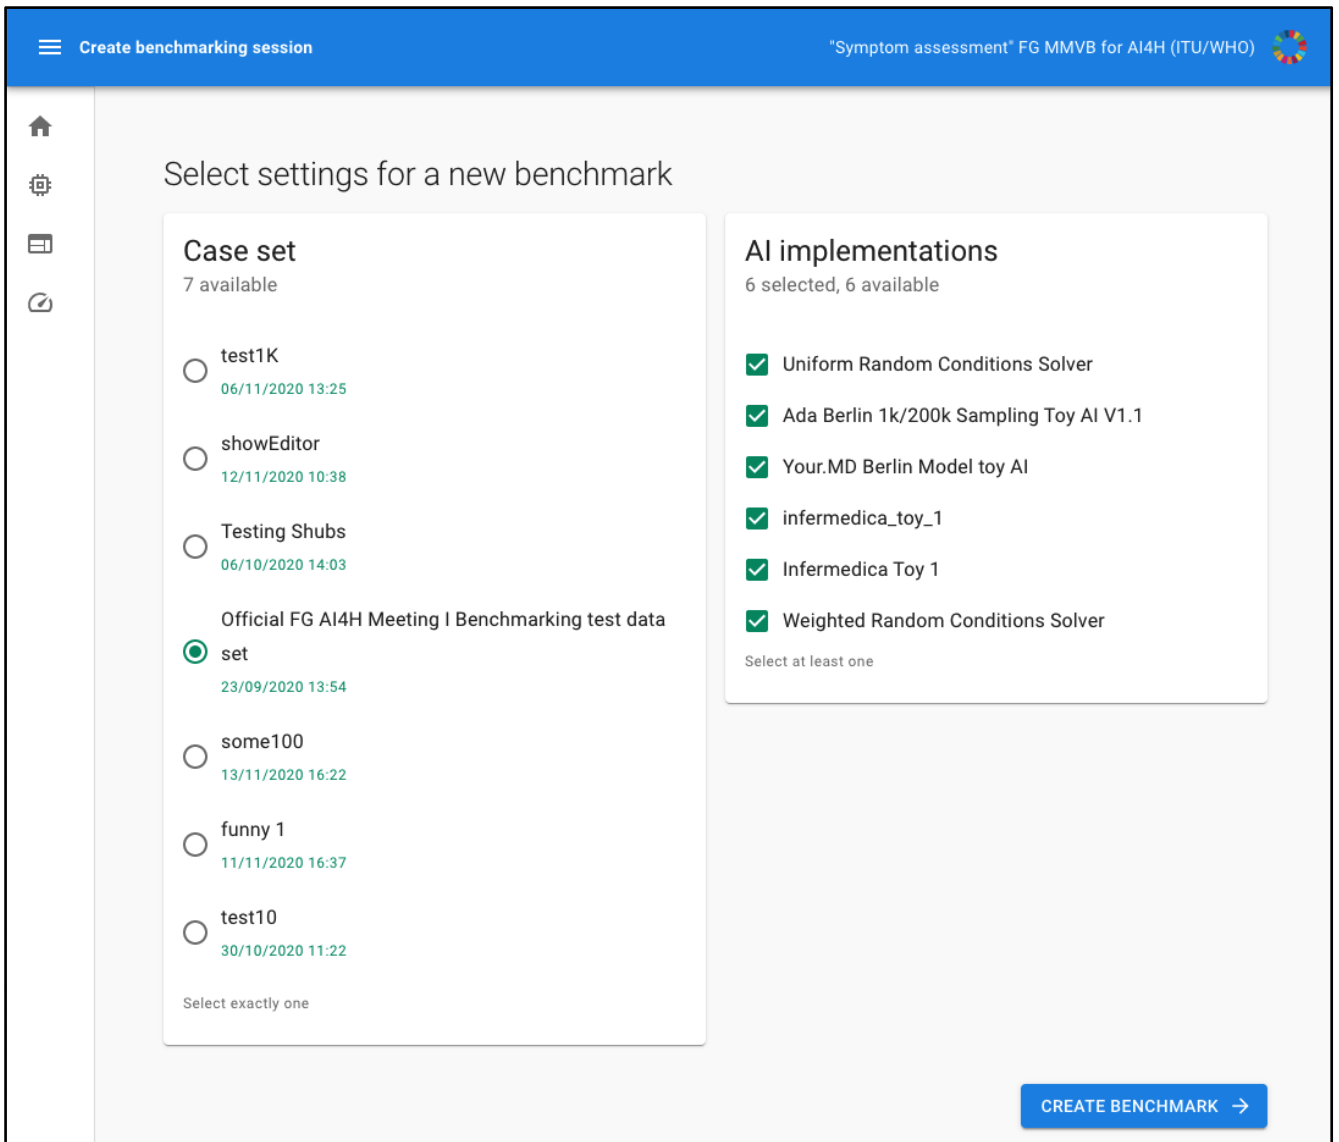 Create benchmarking session
"Symptom assessment" FG MMVB for AI4H (ITU/WHO)
Select settings for a new benchmark
Case set
7 available
test1K
06/11/2020 13:25
showEditor
12/11/2020 10:38
Testing Shubs
06/10/2020 14:03
Official FG AI4H Meeting I Benchmarking test data
set
23/09/2020 13:54
some100
13/11/2020 16:22
funny 1
11/11/2020 16:37
test10
30/10/2020 11:22
Select exactly one
AI implementations
6 selected, 6 available
Uniform Random Conditions Solver
Ada Berlin 1k/200k Sampling Toy AI V1.1
Your.MD Berlin Model toy AI
infermedica_toy_1
Infermedica Toy 1
Weighted Random Conditions Solver
Select at least one
CREATE BENCHMARK